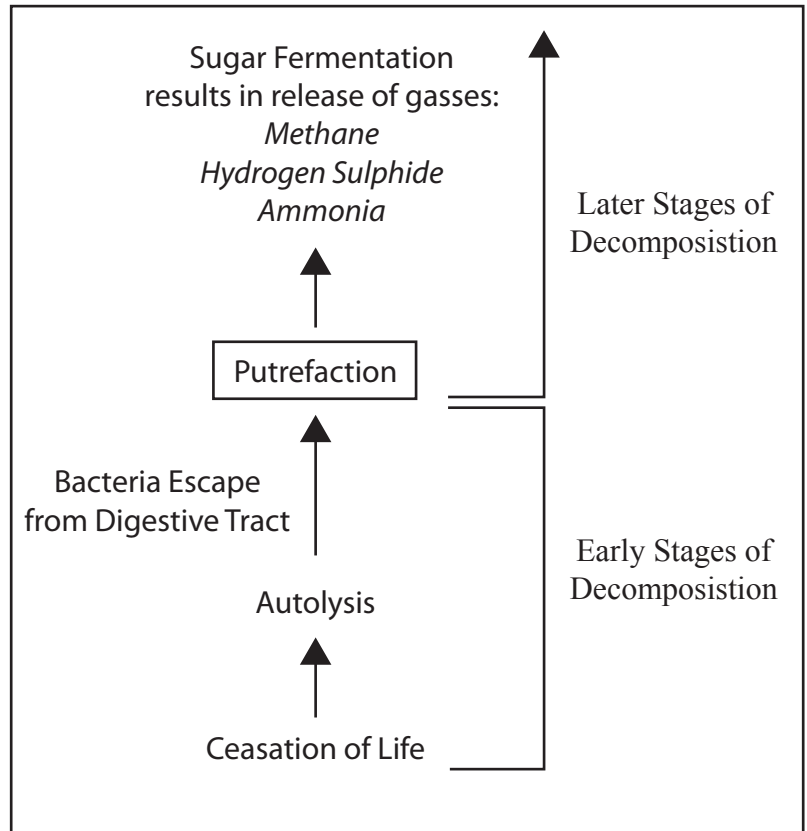 Sugar Fermentation
results in release of gasses:
Methane
Hydrogen Sulphide
Ammonia
Later Stages of
Decomposistion
Putrefaction
Bacteria Escape
from Digestive Tract
Early Stages of
Decomposistion
Autolysis
Ceasation of Life